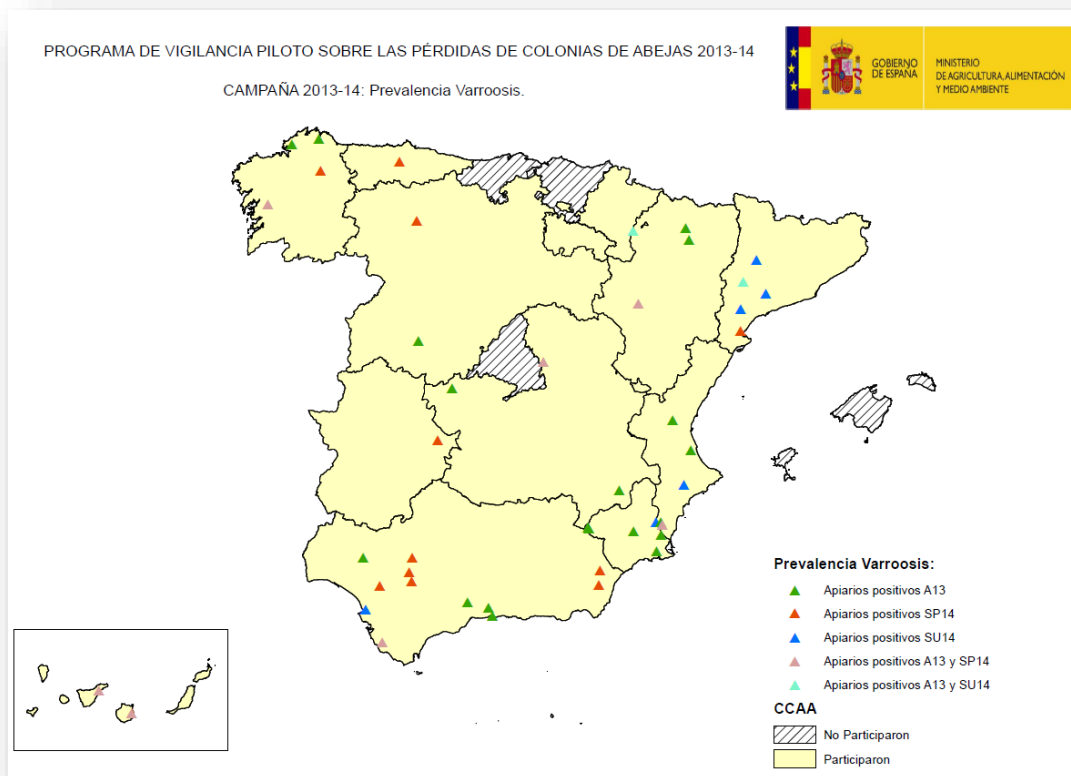 PROGRAMA DE VIGILANCIA PILOTO SOBRE LAS PÉRDIDAS DE COLONIAS DE ABEJAS 2013-14
CAMPAÑA 2013-14: Prevalencia Varroosis.
GOBIERNO
DE ESPAÑA
MINISTERIO
DE AGRICULTURA, ALIMENTACIÓN
Y MEDIO AMBIENTE
Prevalencia Varroosis:
Apiarios positivos A13
Apiarios positivos SP14
Apiarios positivos SU14
Apiarios positivos A13 y SP14
Apiarios positivos A13 y SU14
CCAA
No Participaron
Participaron